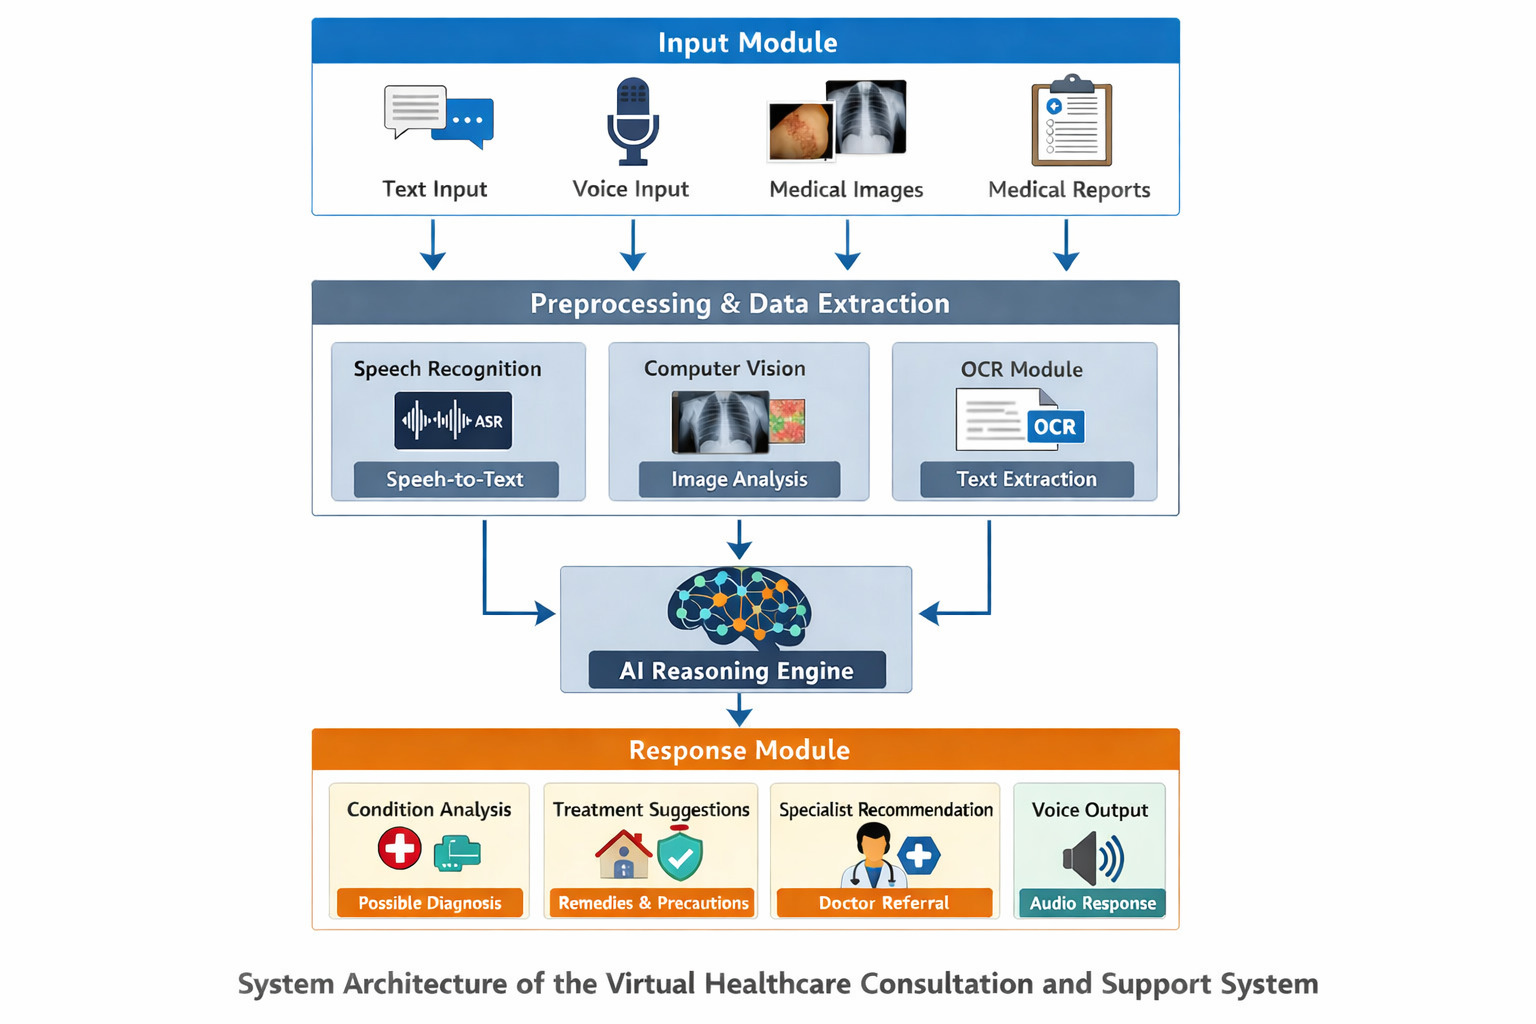 Input Module
Text Input
Voice Input
Medical Images
Medical Reports
Preprocessing & Data Extraction
Speech Recognition
Computer Vision
OCR Module
ASR
OCR
Speeh-to-Text
Image Analysis
Text Extraction
AI Reasoning Engine
Response Module
Condition Analysis
Treatment Suggestions
Specialist Recommendation
Voice Output
Possible Diagnosis
Remedies & Precautions
Doctor Referral
Audio Response
System Architecture of the Virtual Healthcare Consultation and Support System